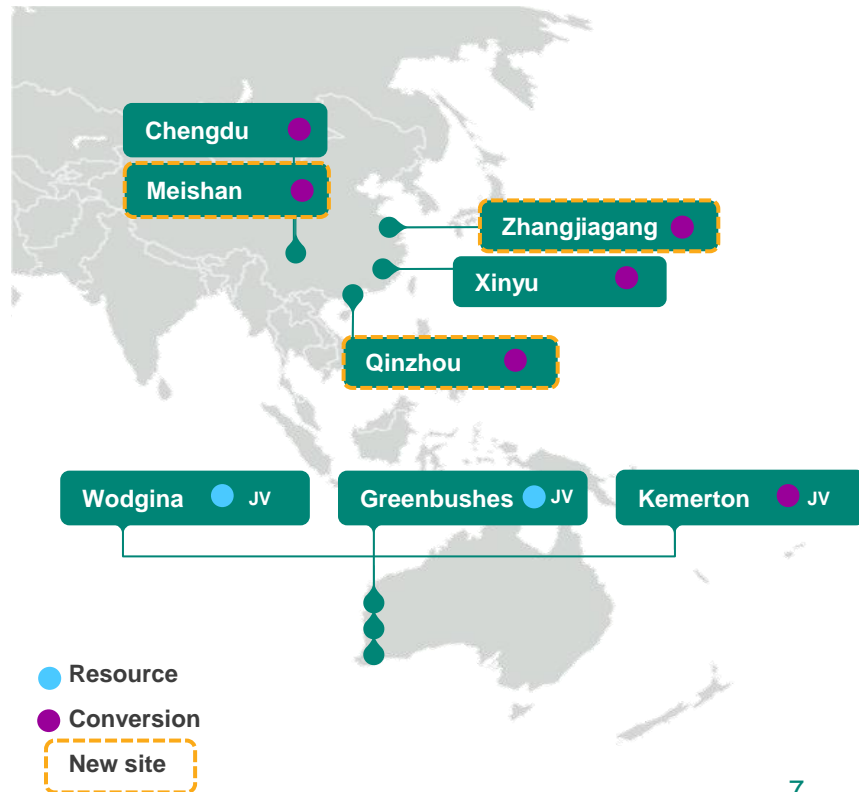 Chengdu
Meishan
Zhangjiagang
Xinyu
Qinzhou
Wodgina JV
Greenbushes JV
Kemerton JV
Resource
Conversion
New site
7